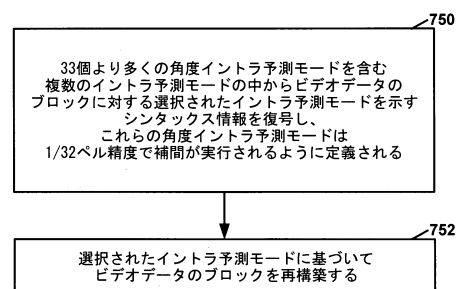 750
33個より多くの角度イントラ予測モードを含む
複数のイントラ予測モードの中からビデオデータの
ブロックに対する選択されたイントラ予測モードを示す
シンタックス情報を復号し、
これらの角度イントラ予測モードは
1/32ペル精度で補間が実行されるように定義される
752
選択されたイントラ予測モードに基づいて
ビデオデータのブロックを再構築する